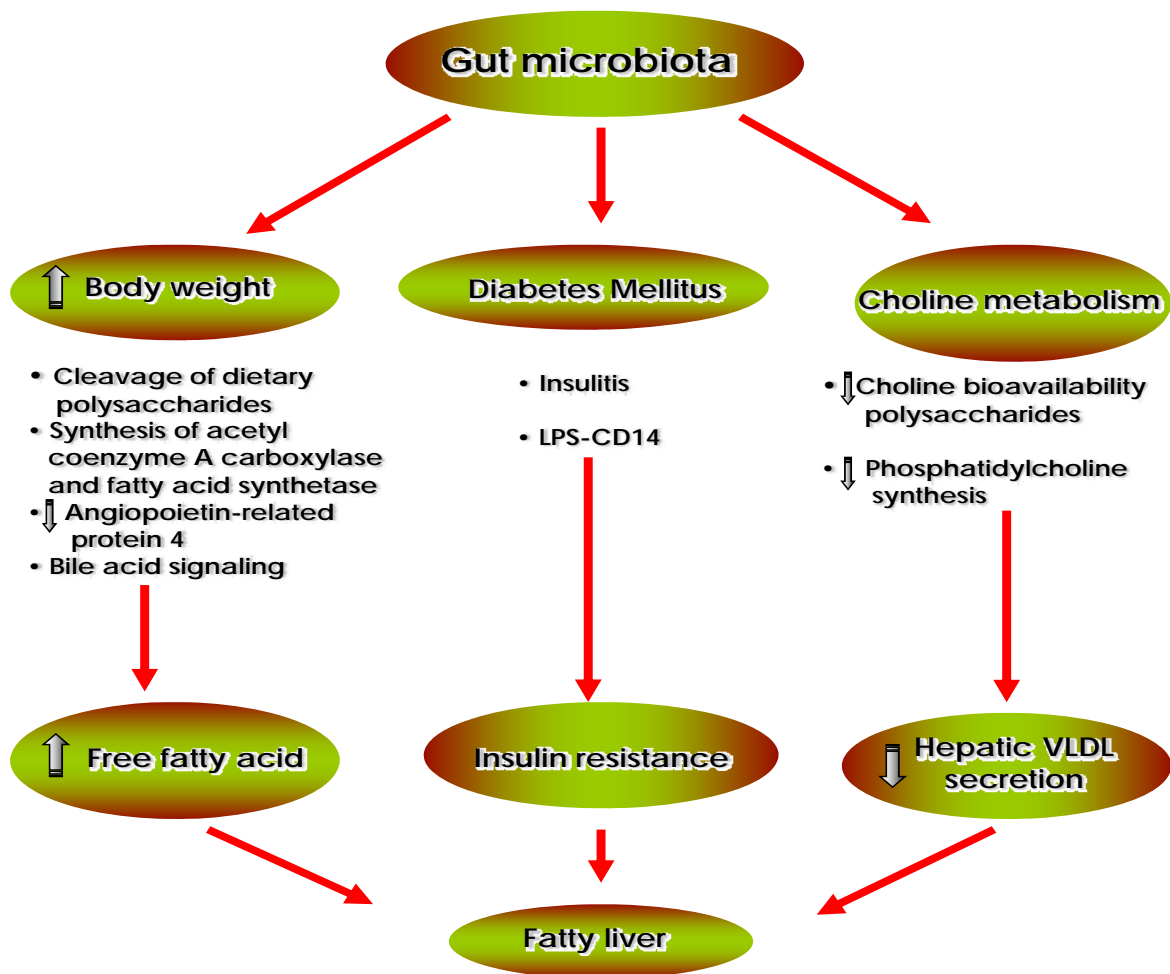 Gut microbiota
Body weight
Diabetes Mellitus
Choline metabolism
• Cleavage of dietary
polysaccharides
• Synthesis of acetyl
coenzyme A carboxylase
and fatty acid synthetase
• Angiopoietin-related
protein 4
• Bile acid signaling
• Insulitis
• LPS-CD14
• Choline bioavailability
polysaccharides
• Phosphatidylcholine
synthesis
Free fatty acid
Insulin resistance
Hepatic VLDL
secretion
Fatty liver